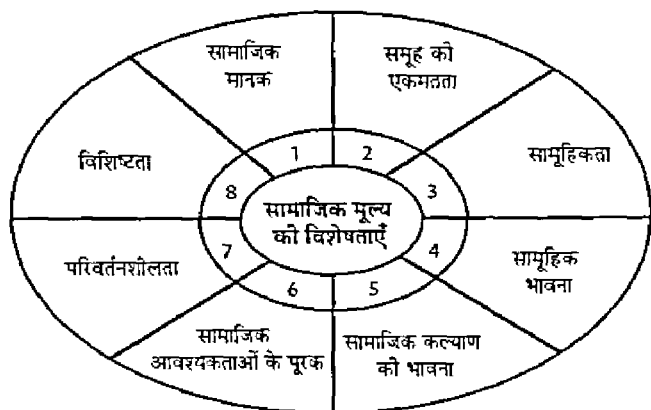 सामाजिक मूल्य
की विशेषताएँ
1
सामाजिक
मानक
2
समूह की
एकमतता
3
सामूहिकता
4
सामूहिक
भावना
5
सामाजिक कल्याण
की भावना
6
सामाजिक
आवश्यकताओं के पूरक
7
परिवर्तनशीलता
8
विशिष्टता